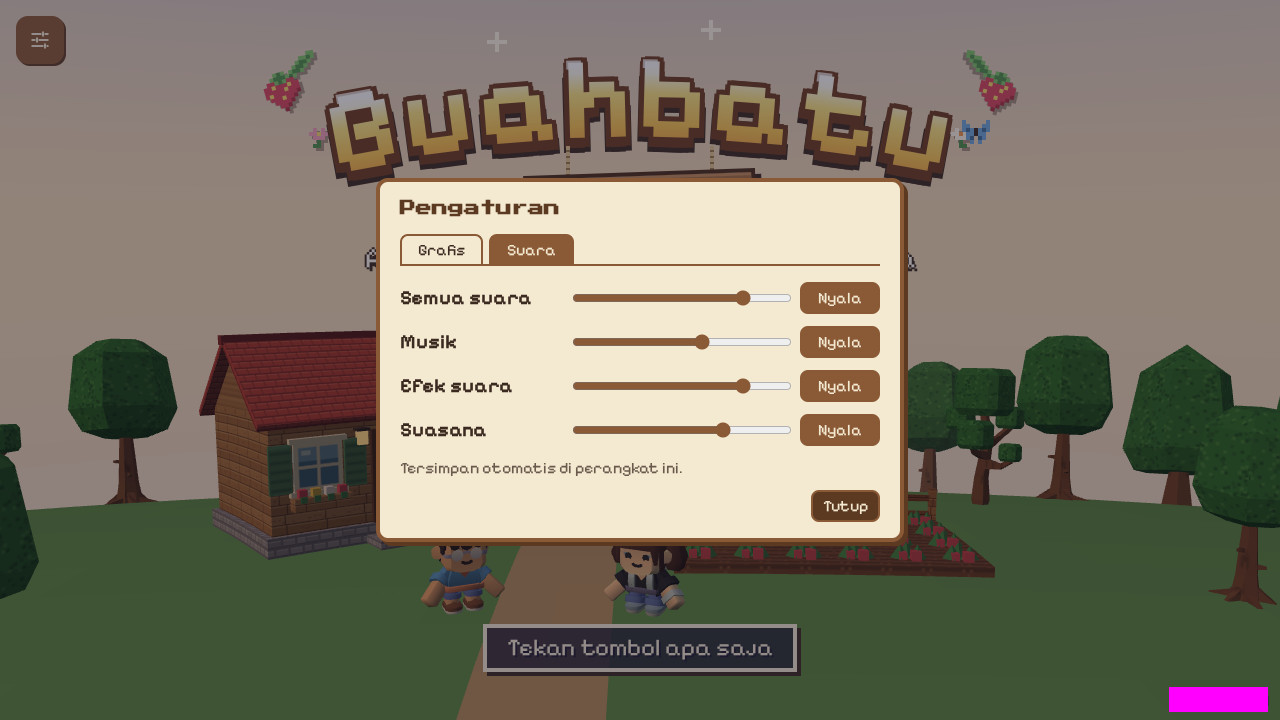 Buahbatu
Pengaturan
Grafis
Suara
Semua suara
Nyala
Musik
Nyala
Efek suara
Nyala
Suasana
Nyala
Tersimpan otomatis di perangkat ini.
Tutup
Tekan tombol apa saja